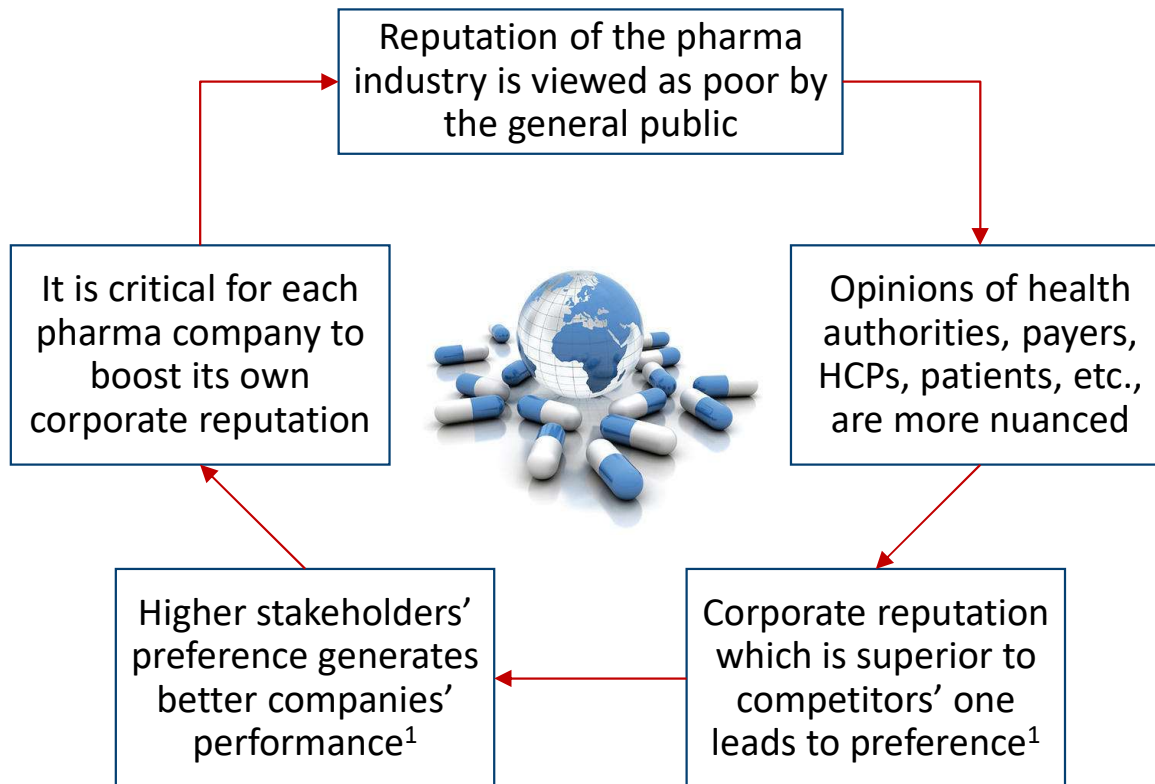 Reputation of the pharma
industry is viewed as poor by
the general public
Opinions of health
authorities, payers,
HCPs, patients, etc.,
are more nuanced
Corporate reputation
which is superior to
competitors’ one
leads to preference¹
Higher stakeholders’
preference generates
better companies’
performance¹
It is critical for each
pharma company to
boost its own
corporate reputation